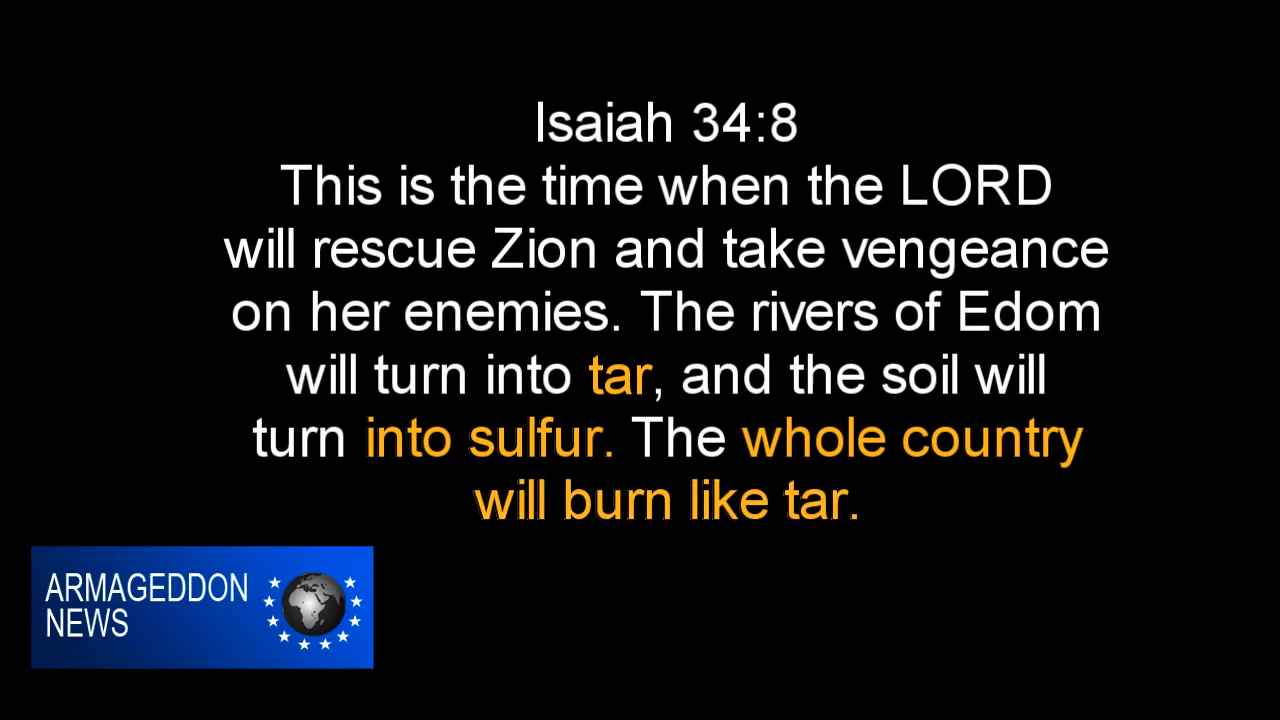 Isaiah 34:8
This is the time when the LORD
will rescue Zion and take vengeance
on her enemies. The rivers of Edom
will turn into tar, and the soil will
turn into sulfur. The whole country
will burn like tar.
ARMAGEDDON
NEWS